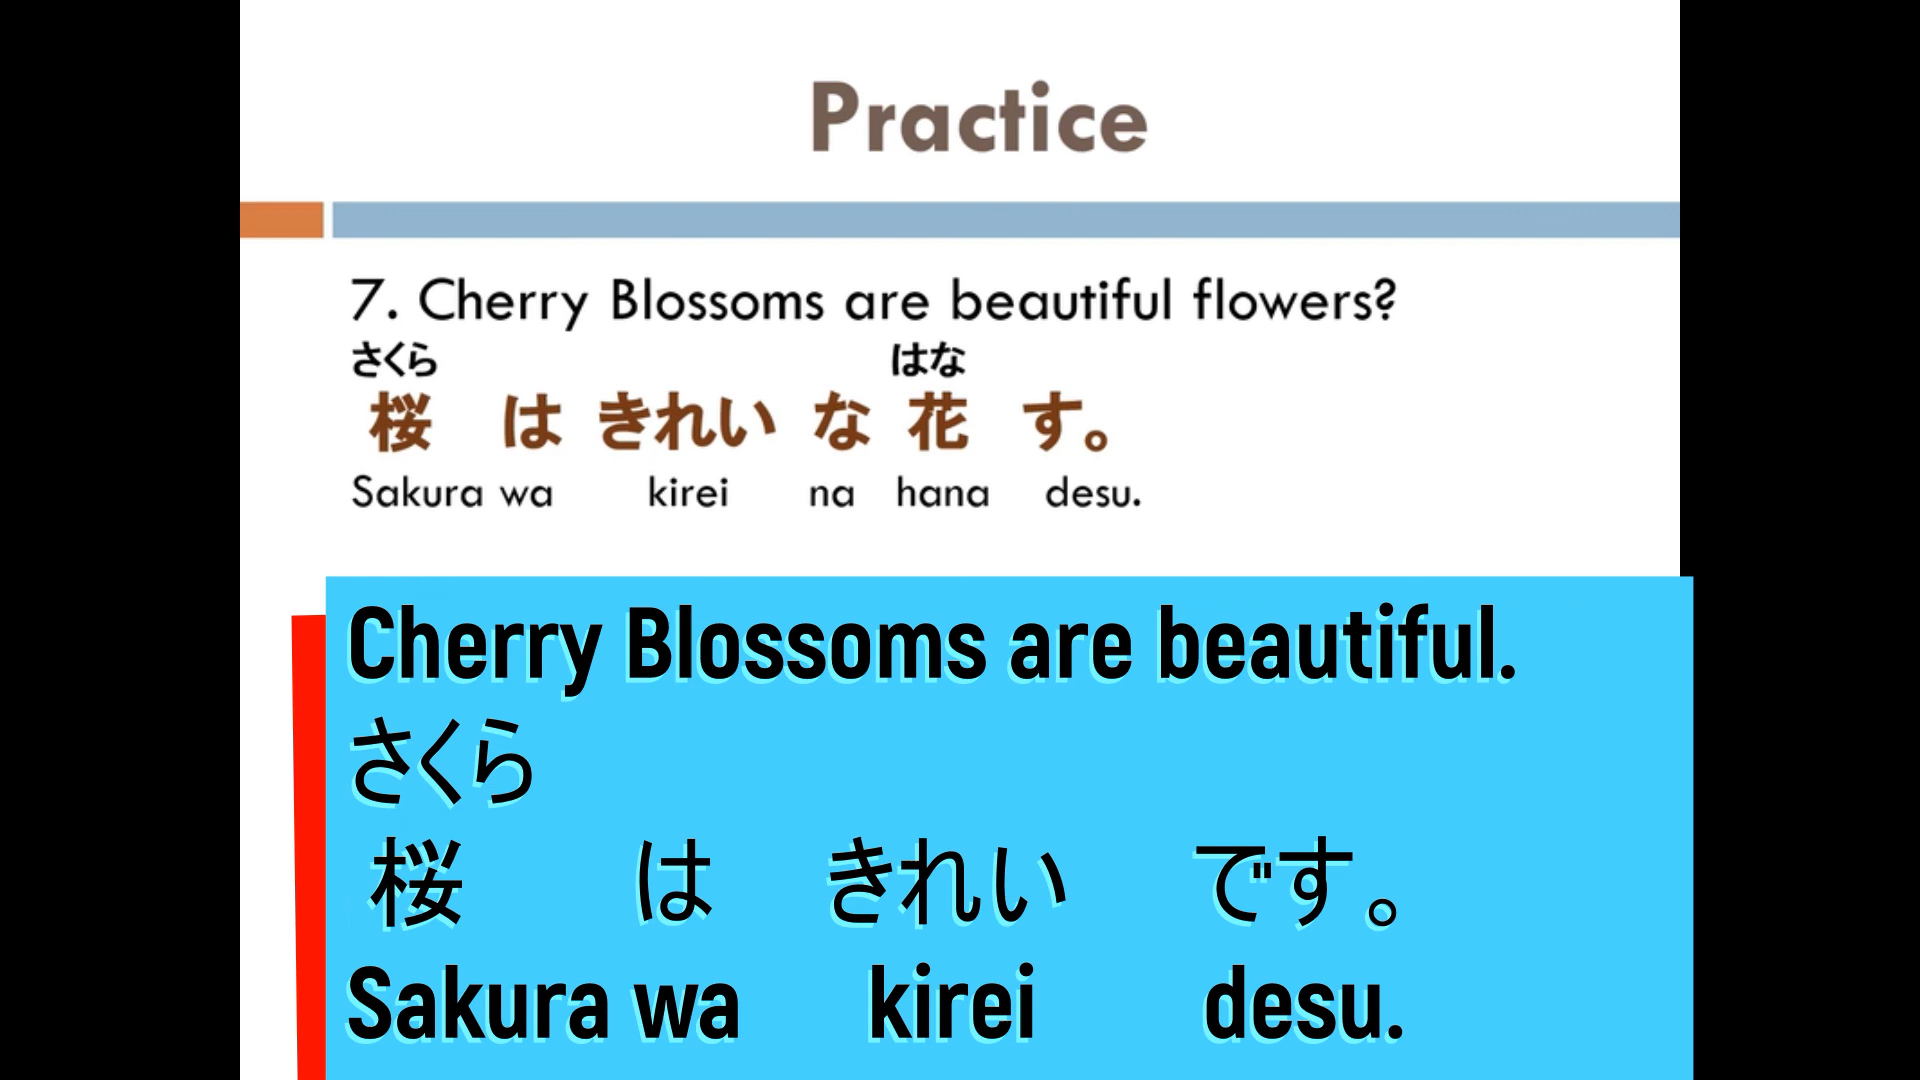 Practice
7. Cherry Blossoms are beautiful flowers?
さくら はな
桜 は きれい な 花 す。
Sakura wa kirei na hana desu.
Cherry Blossoms are beautiful.
さくら
桜 は きれい です。
Sakura wa kirei desu.